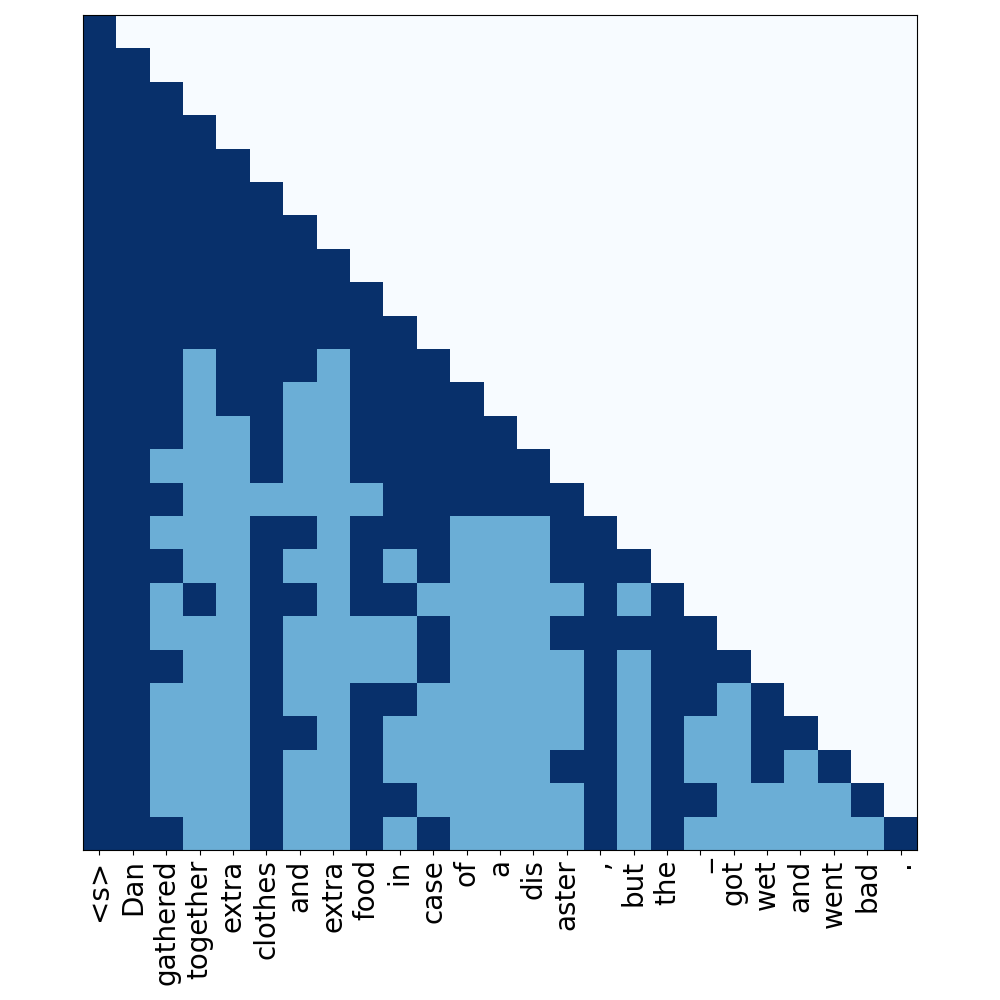 <s>
Dan
gathered
together
extra
clothes
and
extra
food
in
case
of
a
dis
aster
,
but
the
_
got
wet
and
went
bad
.